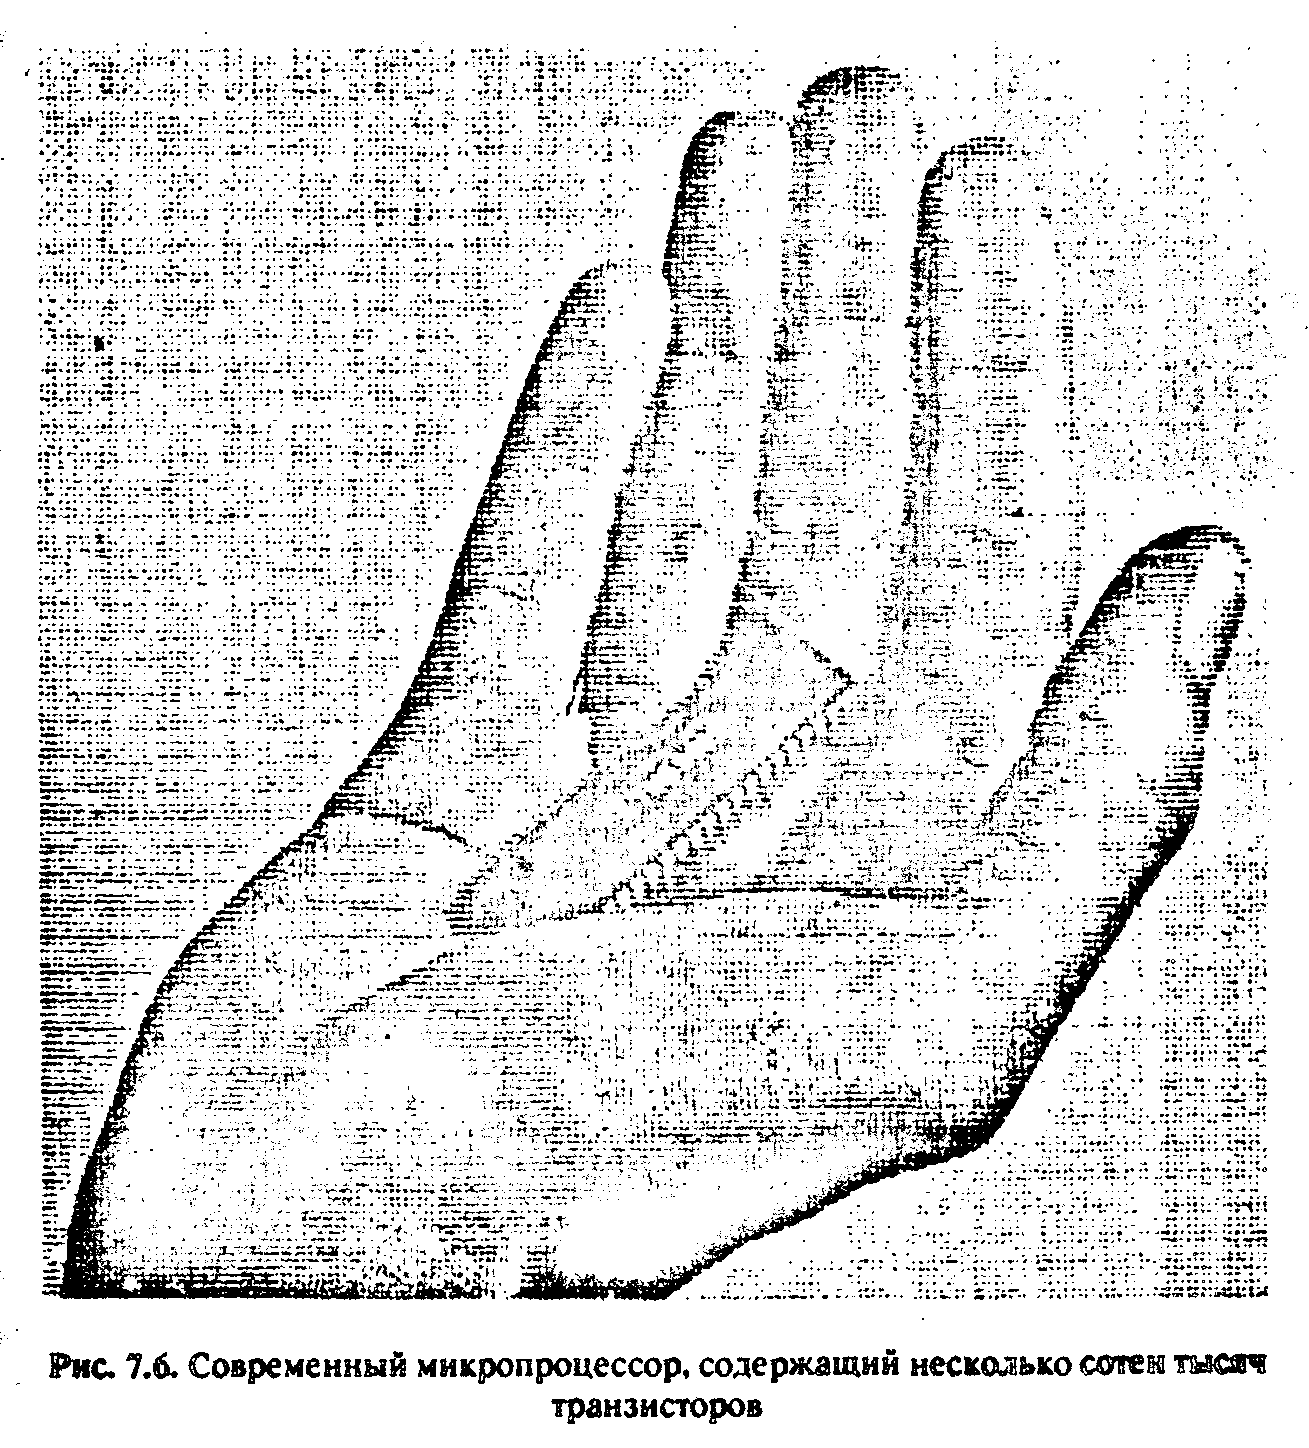 Рис. 7.6. Современный микропроцессор, содержащий несколько сотен тысяч
транзисторов